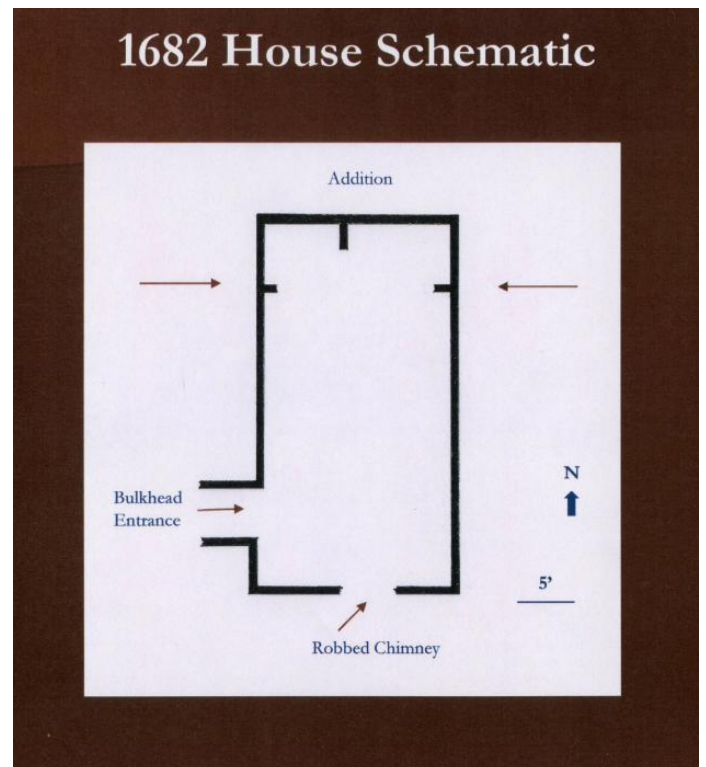 1682 House Schematic
Addition
N
Bulkhead
Entrance
5’
Robbed Chimney